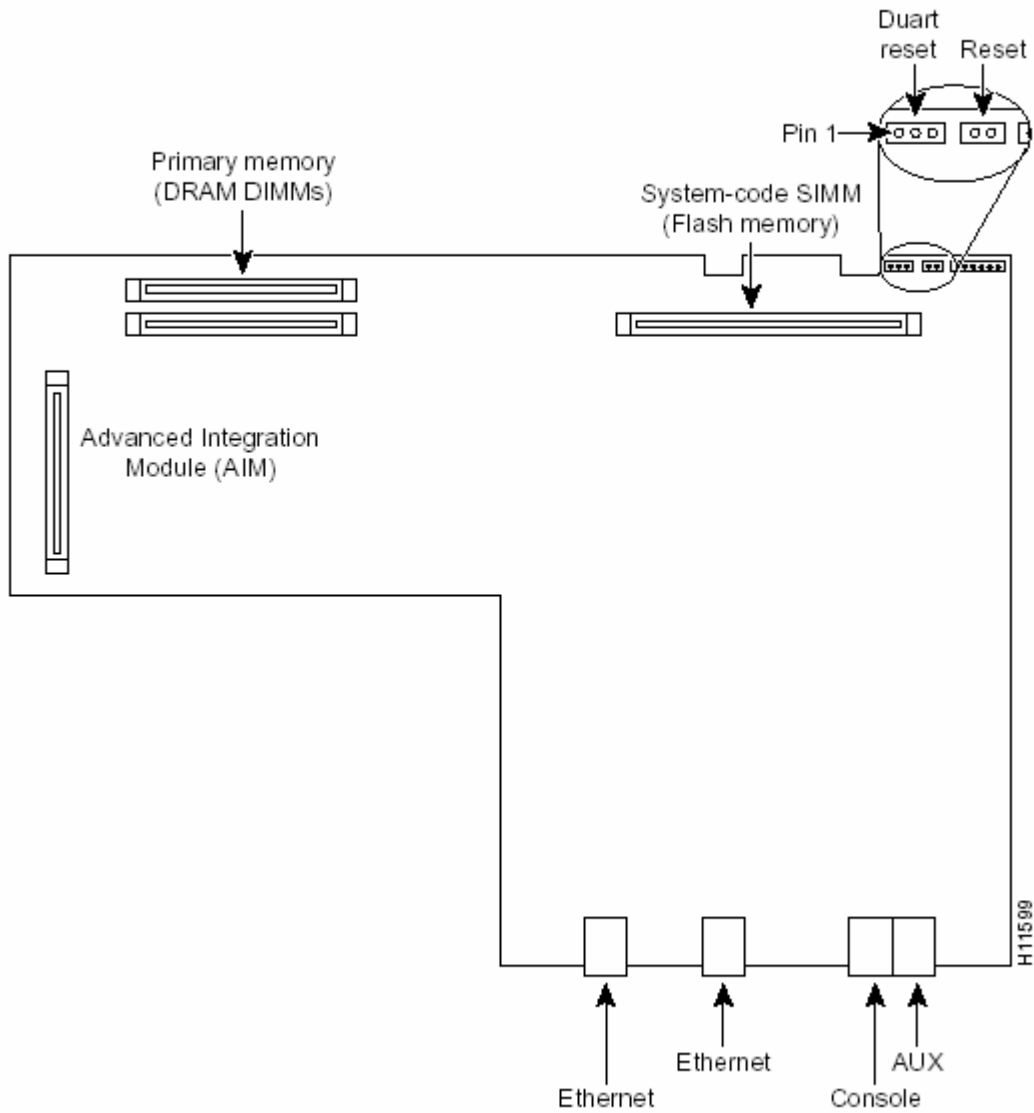 Duart
reset
Reset
Pin 1
Primary memory
(DRAM DIMMs)
System-code SIMM
(Flash memory)
Advanced Integration
Module (AIM)
H11599
Ethernet
Ethernet
Console
AUX